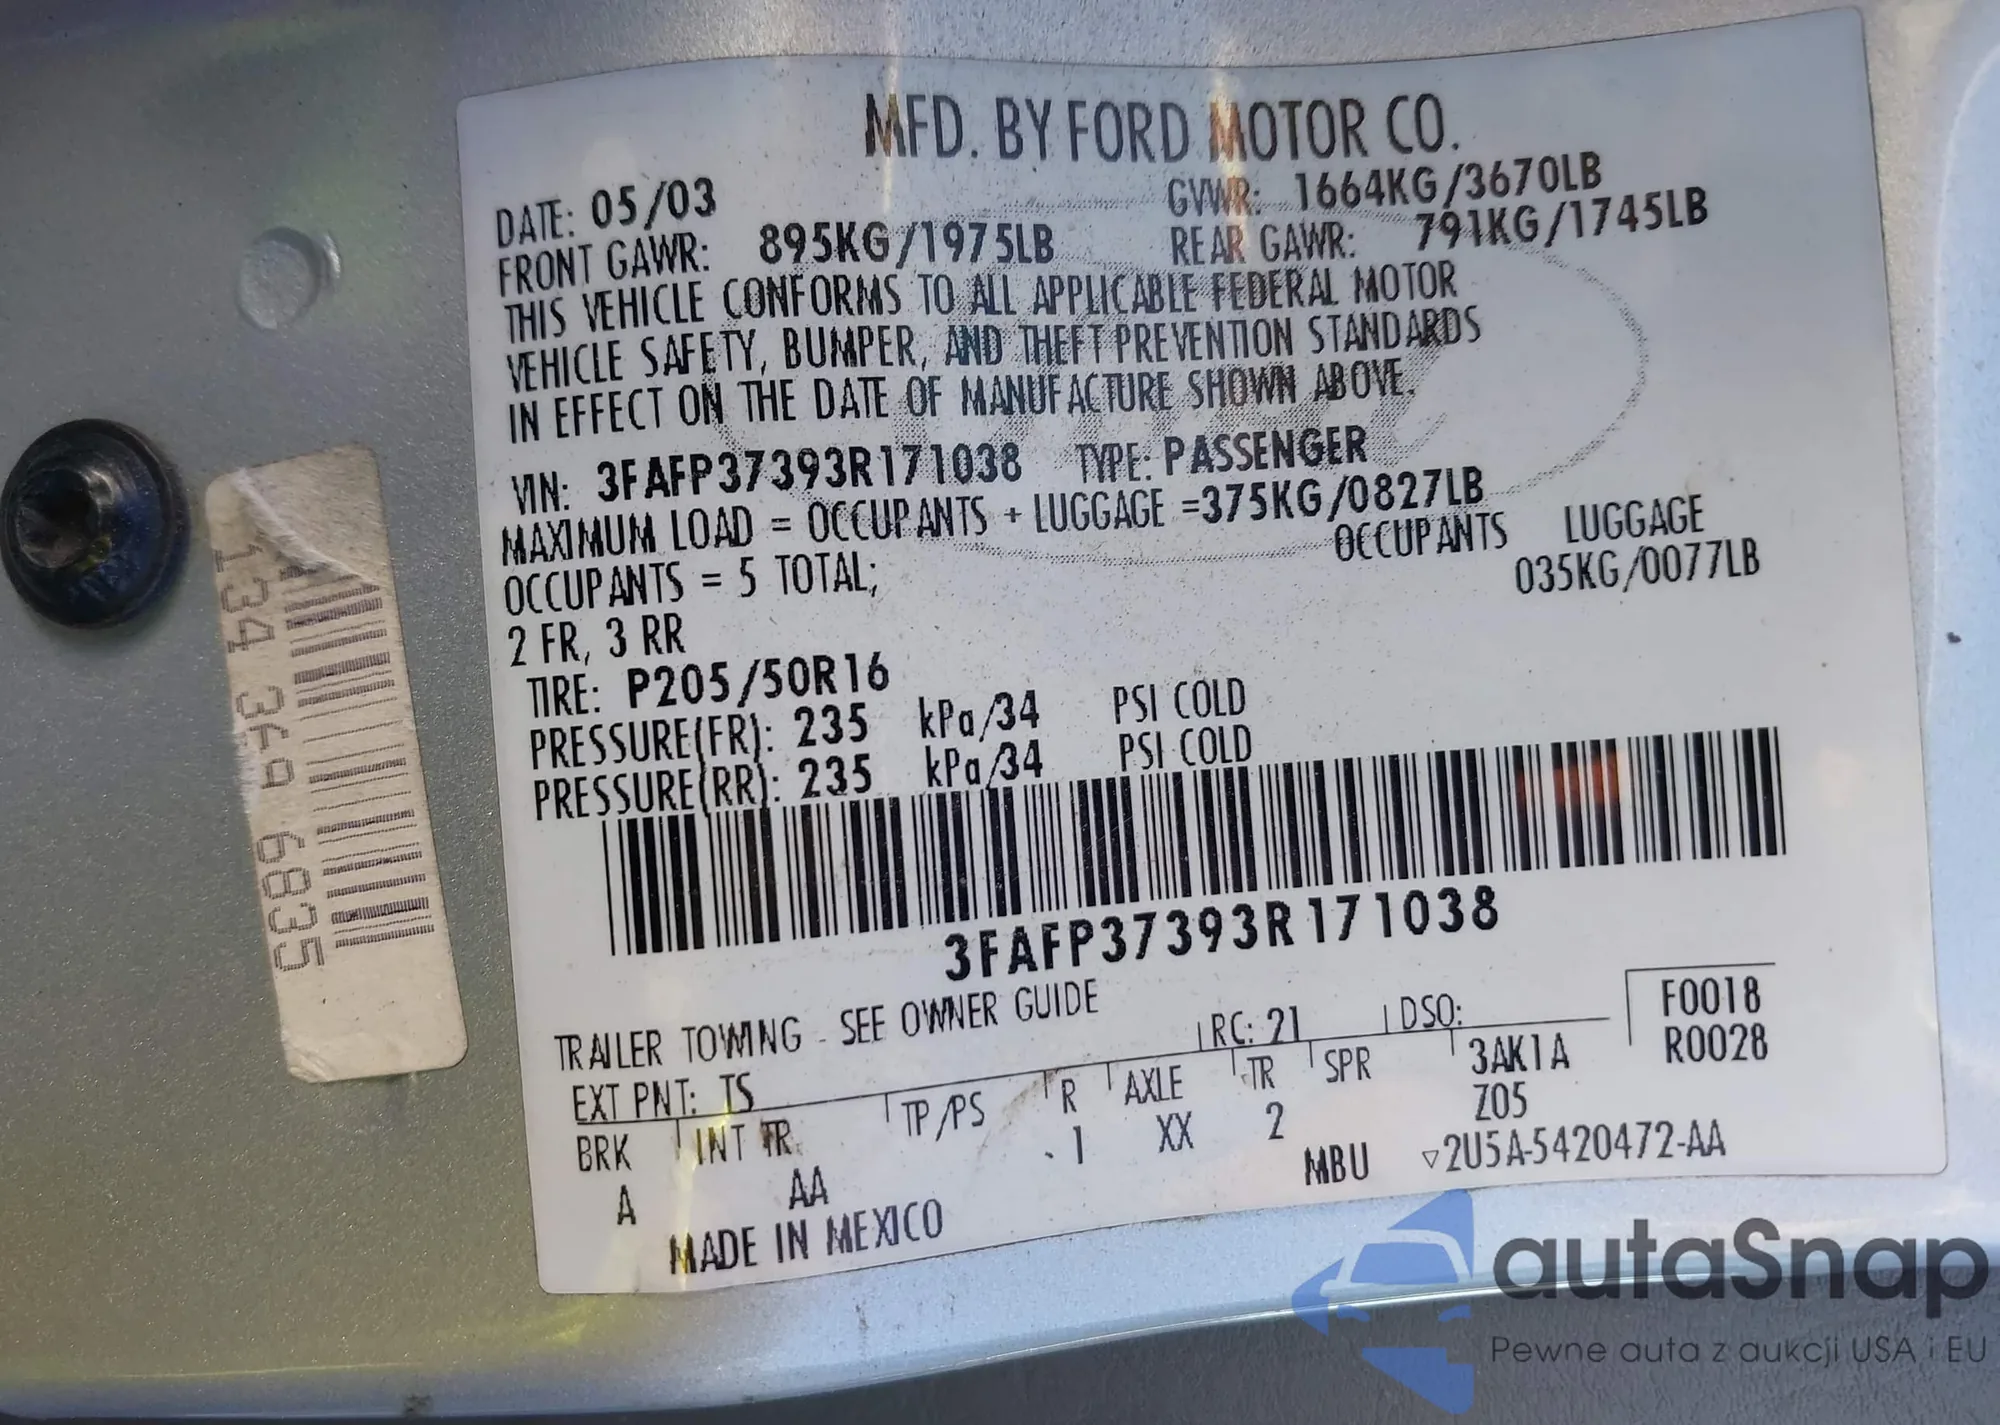 MFD. BY FORD MOTOR CO.
DATE: 05/03 GVWR: 1664KG/3670LB
FRONT GAWR: 895KG/1975LB REAR GAWR: 791KG/1745LB
THIS VEHICLE CONFORMS TO ALL APPLICABLE FEDERAL MOTOR
VEHICLE SAFETY, BUMPER, AND THEFT PREVENTION STANDARDS
IN EFFECT ON THE DATE OF MANUFACTURE SHOWN ABOVE.
VIN: 3FAFP37393R171038 TYPE: PASSENGER
MAXIMUM LOAD = OCCUPANTS + LUGGAGE =375KG/0827LB
OCCUPANTS = 5 TOTAL; OCCUPANTS LUGGAGE
2 FR, 3 RR 035KG/0077LB
TIRE: P205/50R16
PRESSURE(FR): 235 kPa/34 PSI COLD
PRESSURE(RR): 235 kPa/34 PSI COLD
3FAFP37393R171038
TRAILER TOWING - SEE OWNER GUIDE
EXT PNT: TS RC: 21 DSO: F0018
BRK INT TR TP/PS R AXLE TR SPR 3AK1A R0028
A AA 1 XX 2 Z05
MADE IN MEXICO MBU ▽2U5A-5420472-AA
134 349 6835
autaSnap
Pewne auta z aukcji USA i EU